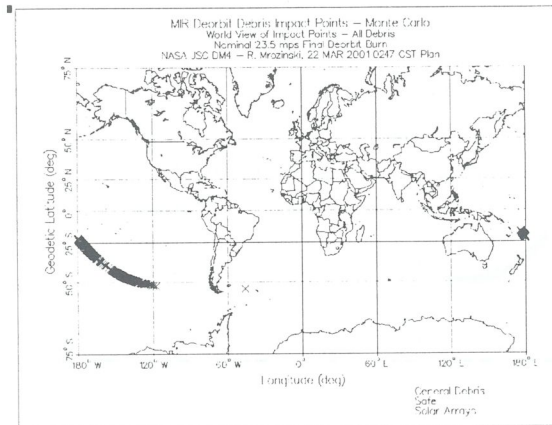 MIR Deorbit Debris Impact Points – Monte Carlo
World View of Impact Points – All Debris
Nominal 23.5 mps Final Deorbit Burn
NASA JSC DM4 – R. Mrozinski, 22 MAR 2001 0247 CST Plan
Geodetic Latitude (deg)
75° N
50° N
25° N
0°
25° S
50° S
75° S
180° W
120° W
60° W
0°
60° E
120° E
180° E
Longitude (deg)
General Debris
Safe
Solar Arrays